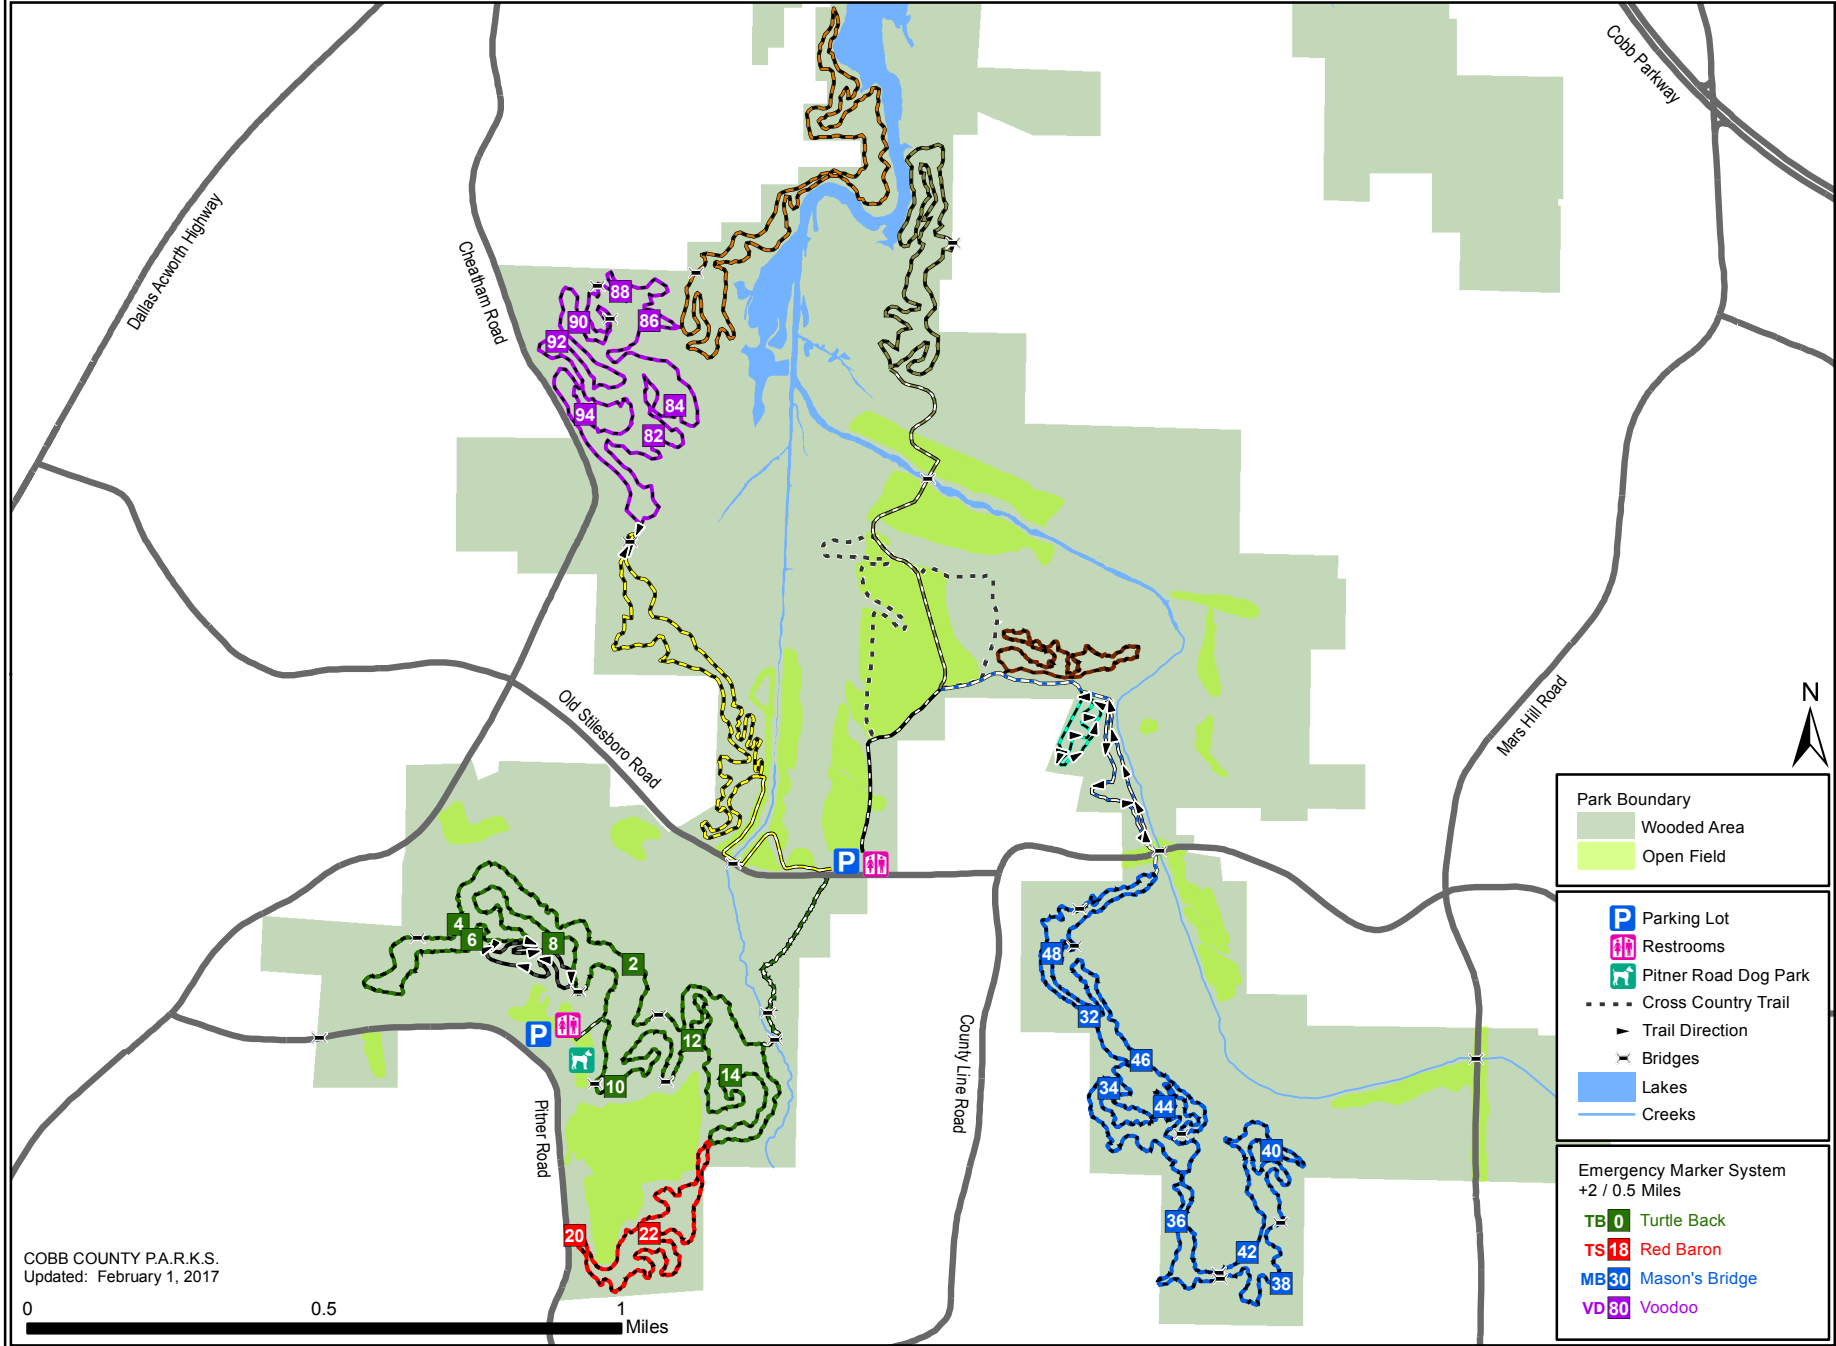 Cobb Parkway
Dallas Acworth Highway
Cheatham Road
88
90
86
92
84
94
82
N
Old Stilesboro Road
Mars Hill Road
P
4
6
8
2
48
P
12
32
10
14
46
34
44
County Line Road
Pitner Road
40
20
22
36
42
38
Park Boundary
Wooded Area
Open Field
P Parking Lot
Restrooms
Pitner Road Dog Park
Cross Country Trail
Trail Direction
Bridges
Lakes
Creeks
Emergency Marker System
+2 / 0.5 Miles
TB 0 Turtle Back
TS 18 Red Baron
MB 30 Mason's Bridge
VD 80 Voodoo
COBB COUNTY P.A.R.K.S.
Updated: February 1, 2017
0 0.5 1
Miles